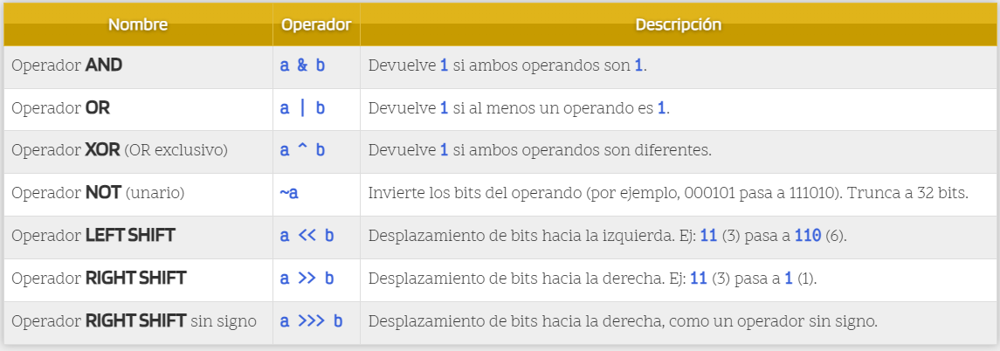 Nombre Operador Descripción
Operador AND a & b Devuelve 1 si ambos operandos son 1.
Operador OR a | b Devuelve 1 si al menos un operando es 1.
Operador XOR (OR exclusivo) a ^ b Devuelve 1 si ambos operandos son diferentes.
Operador NOT (unario) ~a Invierte los bits del operando (por ejemplo, 000101 pasa a 111010). Trunca a 32 bits.
Operador LEFT SHIFT a << b Desplazamiento de bits hacia la izquierda. Ej: 11 (3) pasa a 110 (6).
Operador RIGHT SHIFT a >> b Desplazamiento de bits hacia la derecha. Ej: 11 (3) pasa a 1 (1).
Operador RIGHT SHIFT sin signo a >>> b Desplazamiento de bits hacia la derecha, como un operador sin signo.